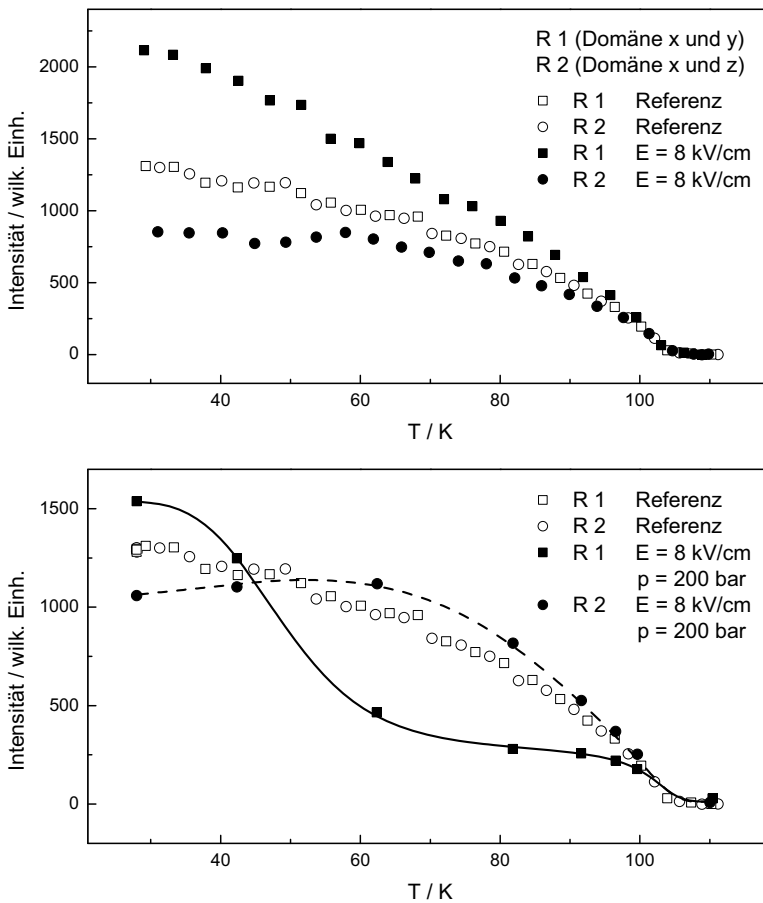 R 1 (Domäne x und y)
R 2 (Domäne x und z)
R 1 Referenz
R 2 Referenz
R 1 E = 8 kV/cm
R 2 E = 8 kV/cm
2000
1500
1000
500
0
Intensität / wilk. Einh.
40 60 80 100
T / K
R 1 Referenz
R 2 Referenz
R 1 E = 8 kV/cm
p = 200 bar
R 2 E = 8 kV/cm
p = 200 bar
1500
1000
500
0
Intensität / wilk. Einh.
40 60 80 100
T / K